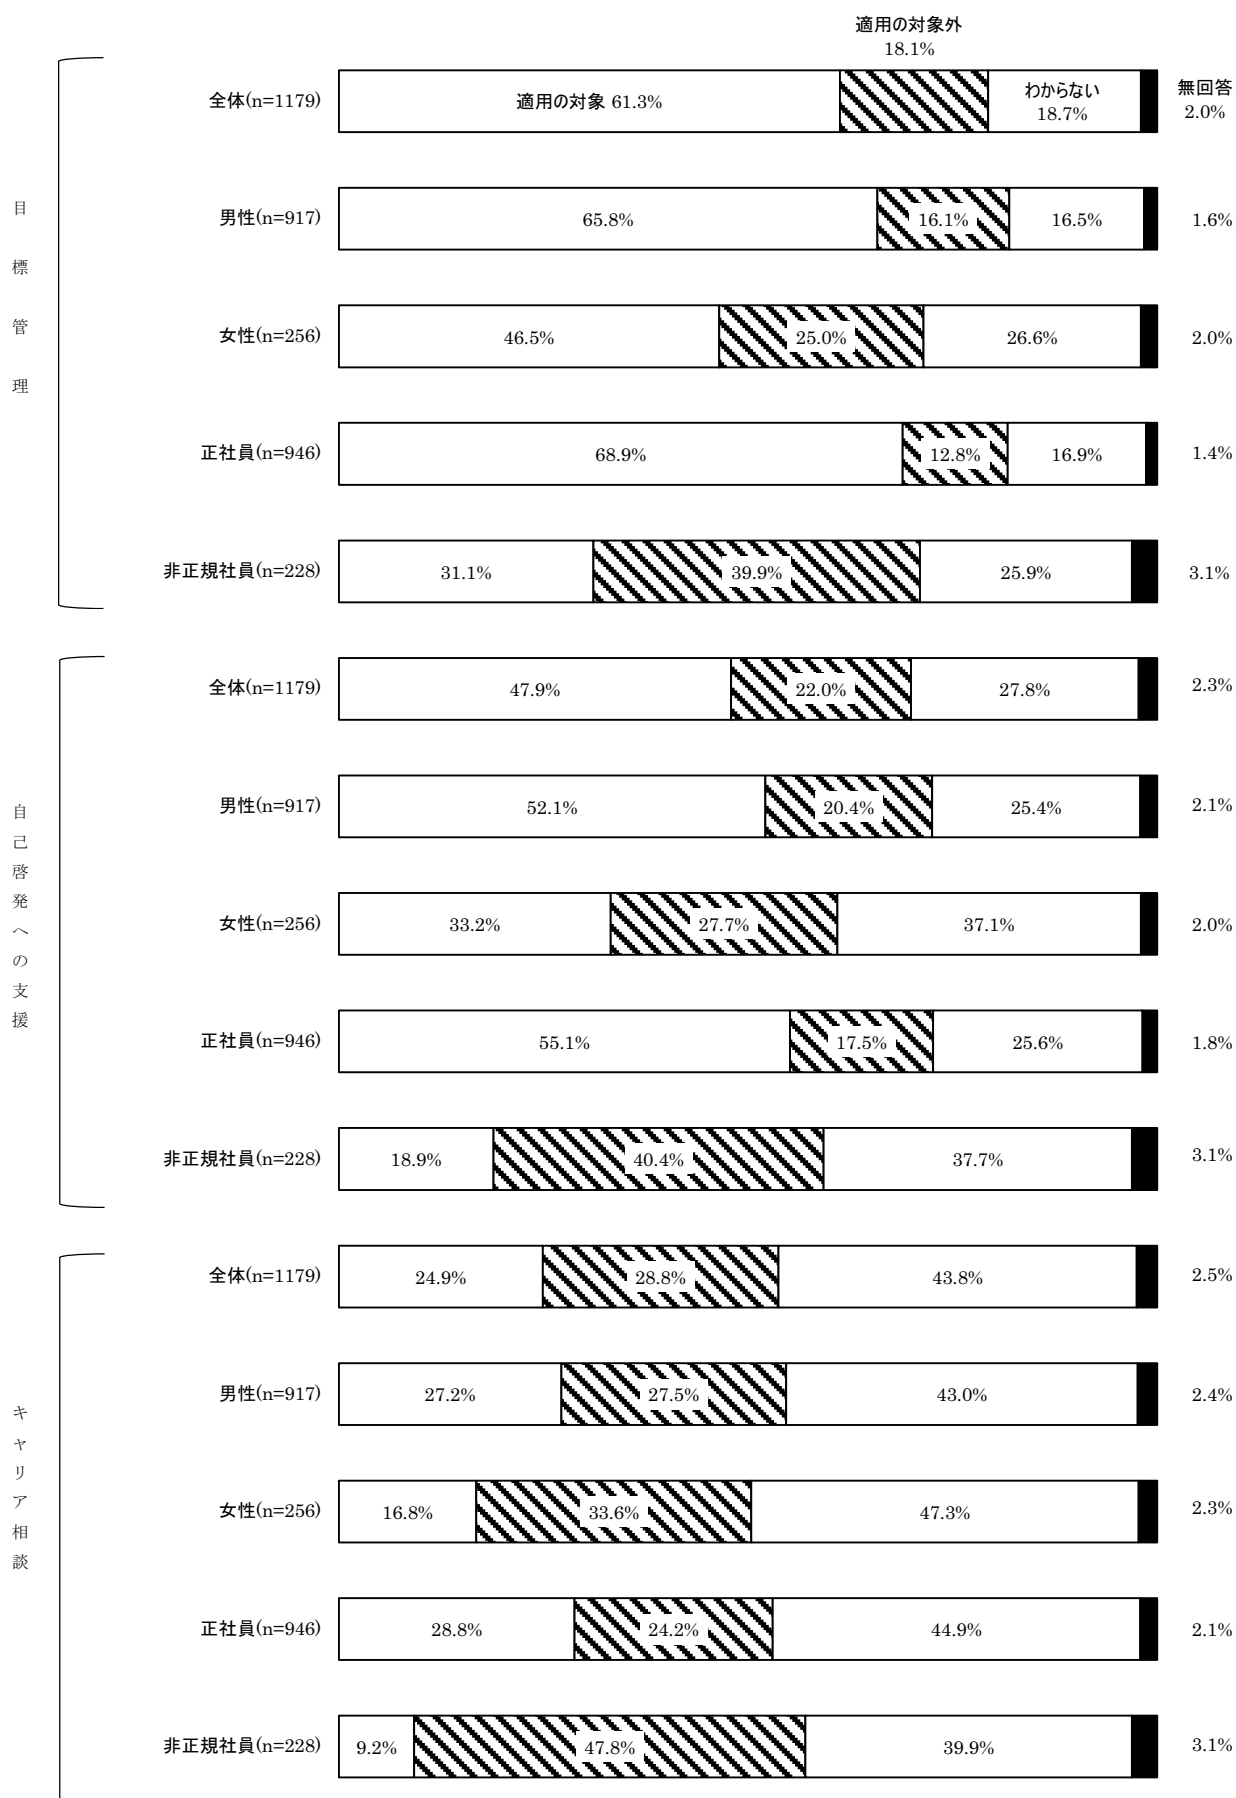 適用の対象外
18.1%
全体(n=1179) 適用の対象 61.3% わからない 18.7% 無回答 2.0%
目標管理
男性(n=917) 65.8% 16.1% 16.5% 1.6%
女性(n=256) 46.5% 25.0% 26.6% 2.0%
正社員(n=946) 68.9% 12.8% 16.9% 1.4%
非正規社員(n=228) 31.1% 39.9% 25.9% 3.1%
自己啓発への支援
全体(n=1179) 47.9% 22.0% 27.8% 2.3%
男性(n=917) 52.1% 20.4% 25.4% 2.1%
女性(n=256) 33.2% 27.7% 37.1% 2.0%
正社員(n=946) 55.1% 17.5% 25.6% 1.8%
非正規社員(n=228) 18.9% 40.4% 37.7% 3.1%
キャリア相談
全体(n=1179) 24.9% 28.8% 43.8% 2.5%
男性(n=917) 27.2% 27.5% 43.0% 2.4%
女性(n=256) 16.8% 33.6% 47.3% 2.3%
正社員(n=946) 28.8% 24.2% 44.9% 2.1%
非正規社員(n=228) 9.2% 47.8% 39.9% 3.1%